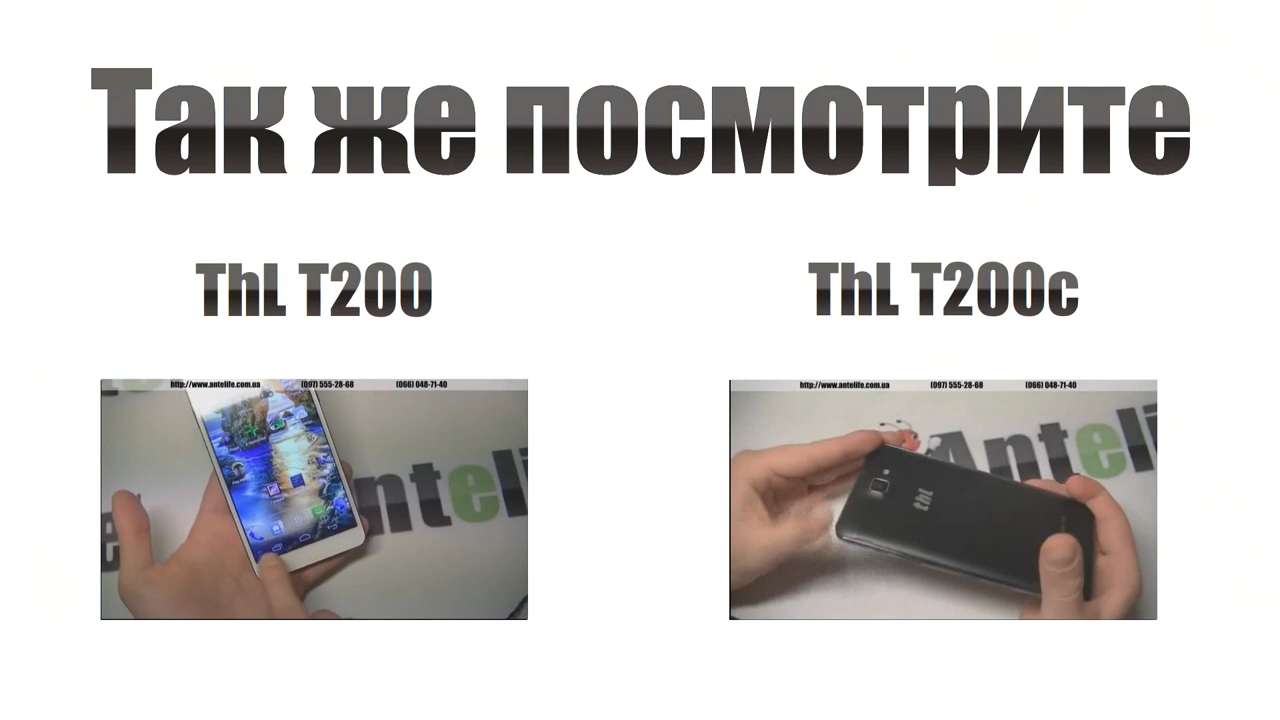 Так же посмотрите
ThL T200
ThL T200c
http://www.antelife.com.ua (097) 555-28-68 (066) 048-71-40
http://www.antelife.com.ua (097) 555-28-68 (066) 048-71-40
Anteli
thl